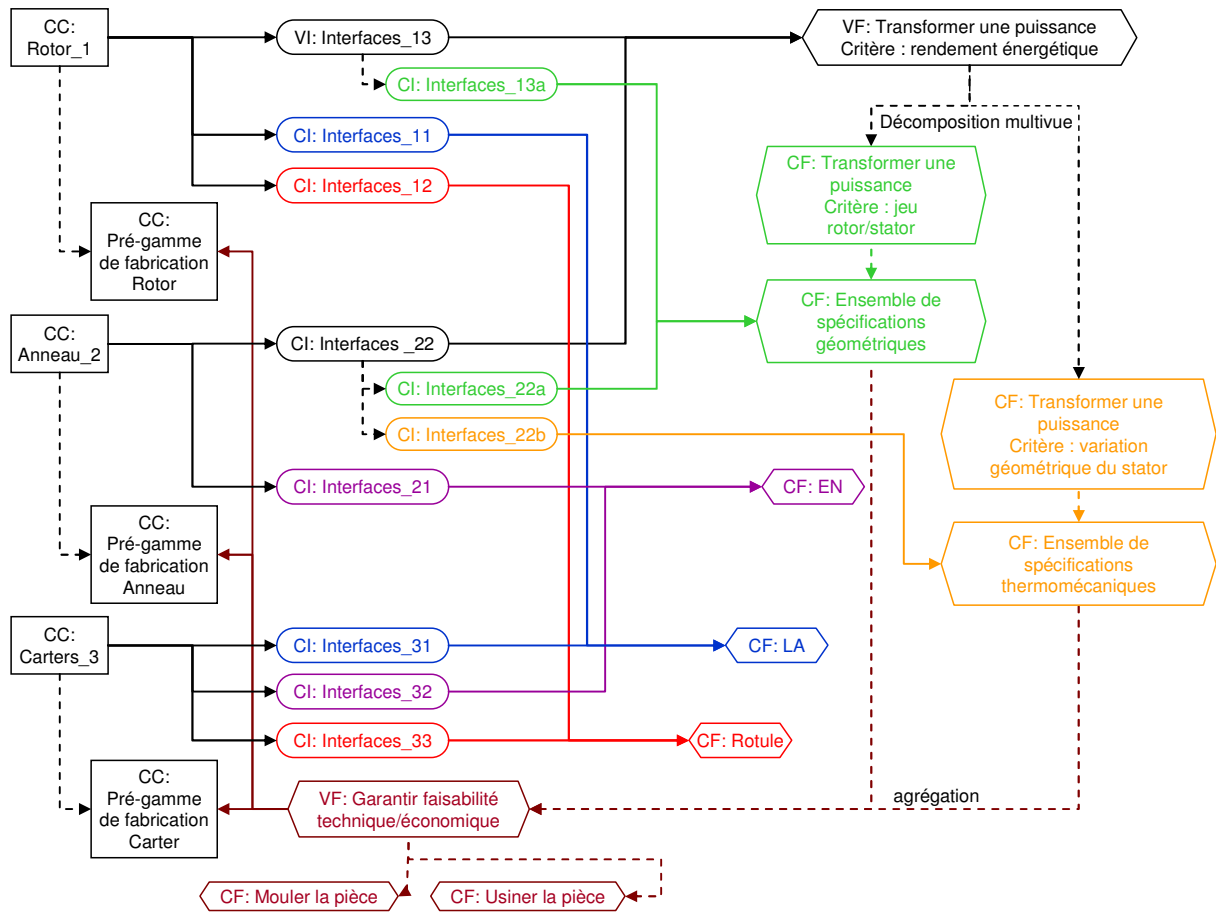 CC:
Rotor_1
VI: Interfaces_13
VF: Transformer une puissance
Critère : rendement énergétique
CI: Interfaces_13a
CI: Interfaces_11
Décomposition multivue
CI: Interfaces_12
CF: Transformer une
puissance
Critère : jeu
rotor/stator
CC:
Pré-gamme
de fabrication
Rotor
CF: Ensemble de
spécifications
géométriques
CC:
Anneau_2
CI: Interfaces _22
CI: Interfaces_22a
CI: Interfaces_22b
CF: Transformer une
puissance
Critère : variation
géométrique du stator
CI: Interfaces_21
CF: EN
CC:
Pré-gamme
de fabrication
Anneau
CF: Ensemble de
spécifications
thermomécaniques
CC:
Carters_3
CI: Interfaces_31
CF: LA
CI: Interfaces_32
CI: Interfaces_33
CF: Rotule
CC:
Pré-gamme
de fabrication
Carter
VF: Garantir faisabilité
technique/économique
agrégation
CF: Mouler la pièce
CF: Usiner la pièce